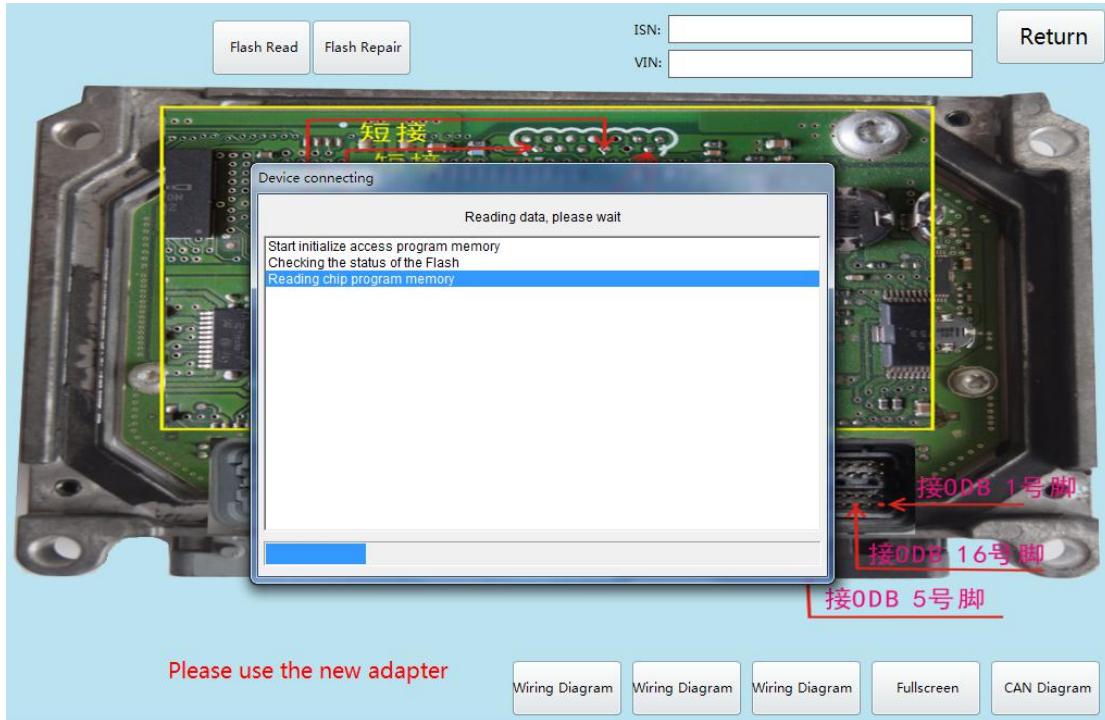 Flash Read
Flash Repair
ISN:
VIN:
Return
短接
短接
Device connecting
Reading data, please wait
Start initialize access program memory
Checking the status of the Flash
Reading chip program memory
接ODB 1号脚
接ODB 16号脚
接ODB 5号脚
Please use the new adapter
Wiring Diagram
Wiring Diagram
Wiring Diagram
Fullscreen
CAN Diagram